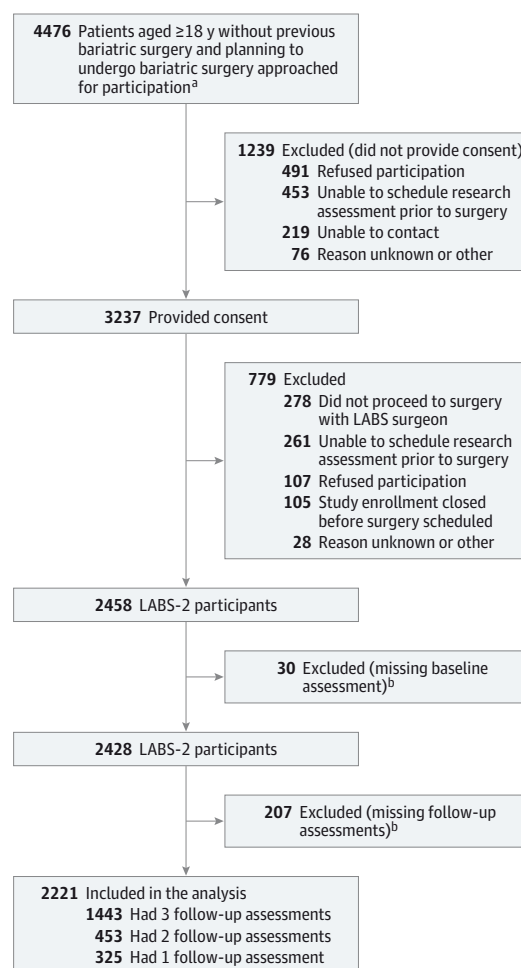 4476 Patients aged ≥18 y without previous
bariatric surgery and planning to
undergo bariatric surgery approached
for participationa
1239 Excluded (did not provide consent)
491 Refused participation
453 Unable to schedule research
assessment prior to surgery
219 Unable to contact
76 Reason unknown or other
3237 Provided consent
779 Excluded
278 Did not proceed to surgery
with LABS surgeon
261 Unable to schedule research
assessment prior to surgery
107 Refused participation
105 Study enrollment closed
before surgery scheduled
28 Reason unknown or other
2458 LABS-2 participants
30 Excluded (missing baseline
assessment)b
2428 LABS-2 participants
207 Excluded (missing follow-up
assessments)b
2221 Included in the analysis
1443 Had 3 follow-up assessments
453 Had 2 follow-up assessments
325 Had 1 follow-up assessment